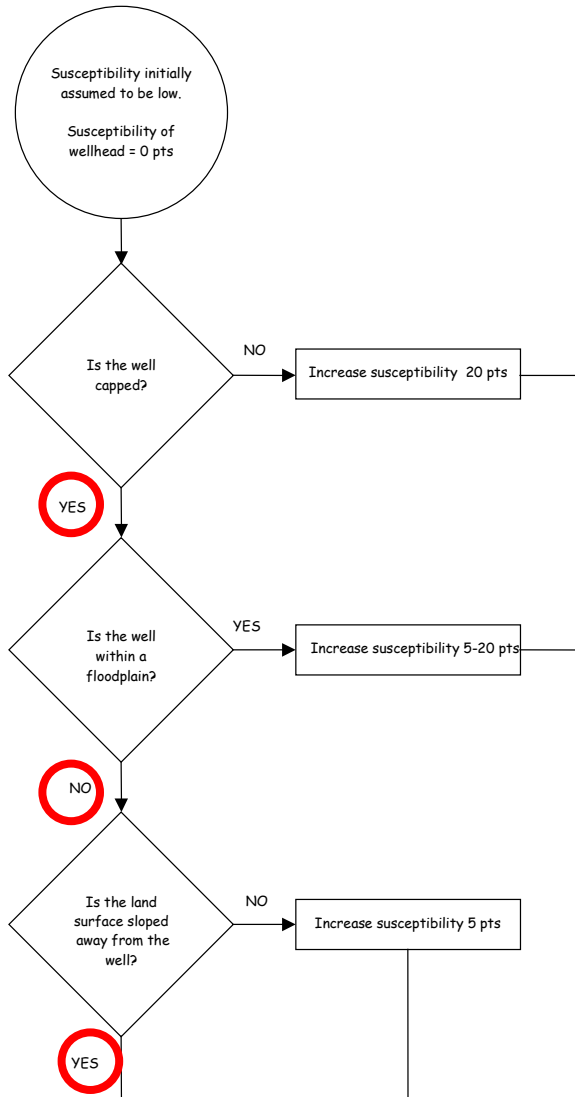 Susceptibility initially
assumed to be low.
Susceptibility of
wellhead = 0 pts
Is the well
capped?
NO
Increase susceptibility  20 pts
YES
Is the well
within a
floodplain?
YES
Increase susceptibility 5-20 pts
NO
Is the land
surface sloped
away from the
well?
NO
Increase susceptibility 5 pts
YES